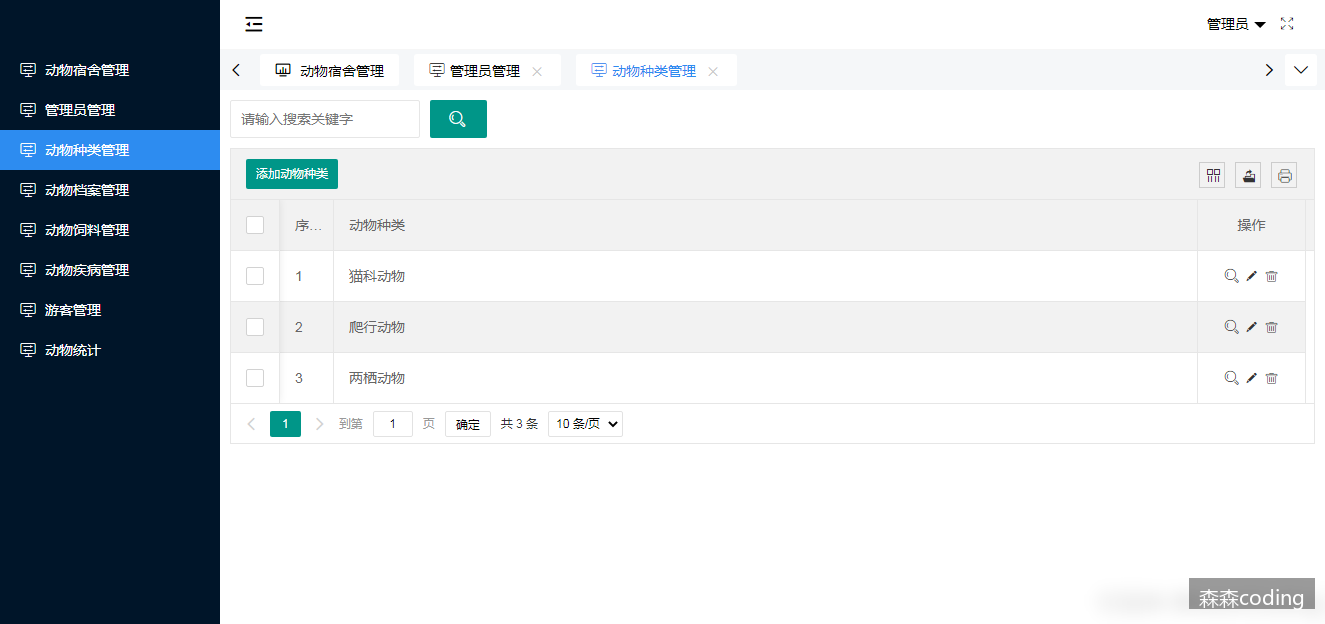 管理员
动物宿舍管理
管理员管理
动物种类管理
动物档案管理
动物饲料管理
动物疾病管理
游客管理
动物统计
动物宿舍管理 管理员管理 动物种类管理
请输入搜索关键字
添加动物种类
序... 动物种类 操作
1 猫科动物
2 爬行动物
3 两栖动物
1 到第 1 页 确定 共 3 条 10 条/页
森森coding